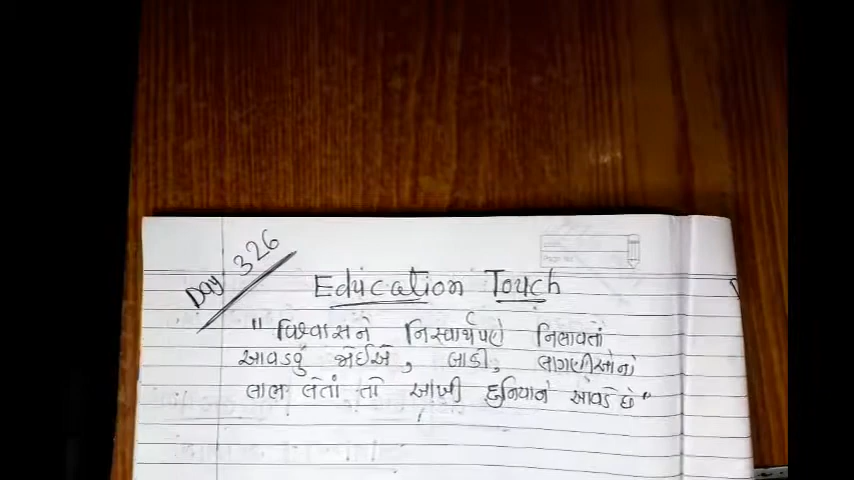 Day 326
Education Touch
"વિશ્વાસને નિસ્વાર્થપણે નિભાવતાં
આવડવું જોઈએ, બાકી, લાગણીઓનો
લાભ લેતાં તો આખી દુનિયાને આવડે છે"